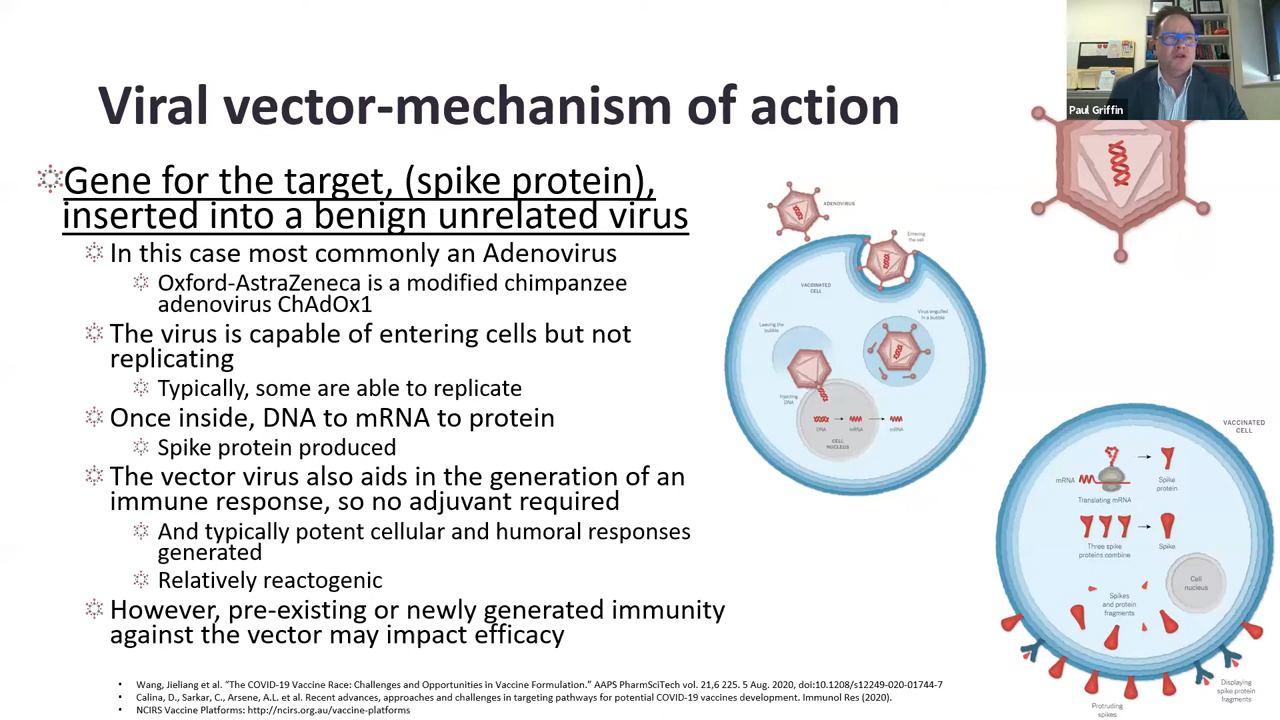 Paul Griffin
Viral vector-mechanism of action
Gene for the target, (spike protein),
inserted into a benign unrelated virus
In this case most commonly an Adenovirus
Oxford-AstraZeneca is a modified chimpanzee
adenovirus ChAdOx1
The virus is capable of entering cells but not
replicating
Typically, some are able to replicate
Once inside, DNA to mRNA to protein
Spike protein produced
The vector virus also aids in the generation of an
immune response, so no adjuvant required
And typically potent cellular and humoral responses
generated
Relatively reactogenic
However, pre-existing or newly generated immunity
against the vector may impact efficacy
ADENOVIRUS
Entering
the cell
VACCINATED
CELL
Virus engulfed
in a bubble
Leaving the
bubble
Injecting
DNA
DNA
mRNA
mRNA
CELL
NUCLEUS
VACCINATED
CELL
mRNA
Spike
protein
Translating mRNA
Three spike
proteins combine
Spike
Cell
nucleus
Spikes
and protein
fragments
Displaying
spike protein
fragments
Protruding
spikes
• Wang, Jieliang et al. “The COVID-19 Vaccine Race: Challenges and Opportunities in Vaccine Formulation.” AAPS PharmSciTech vol. 21,6 225. 5 Aug. 2020, doi:10.1208/s12249-020-01744-7
• Calina, D., Sarkar, C., Arsene, A.L. et al. Recent advances, approaches and challenges in targeting pathways for potential COVID-19 vaccines development. Immunol Res (2020).
• NCIRS Vaccine Platforms: http://ncirs.org.au/vaccine-platforms